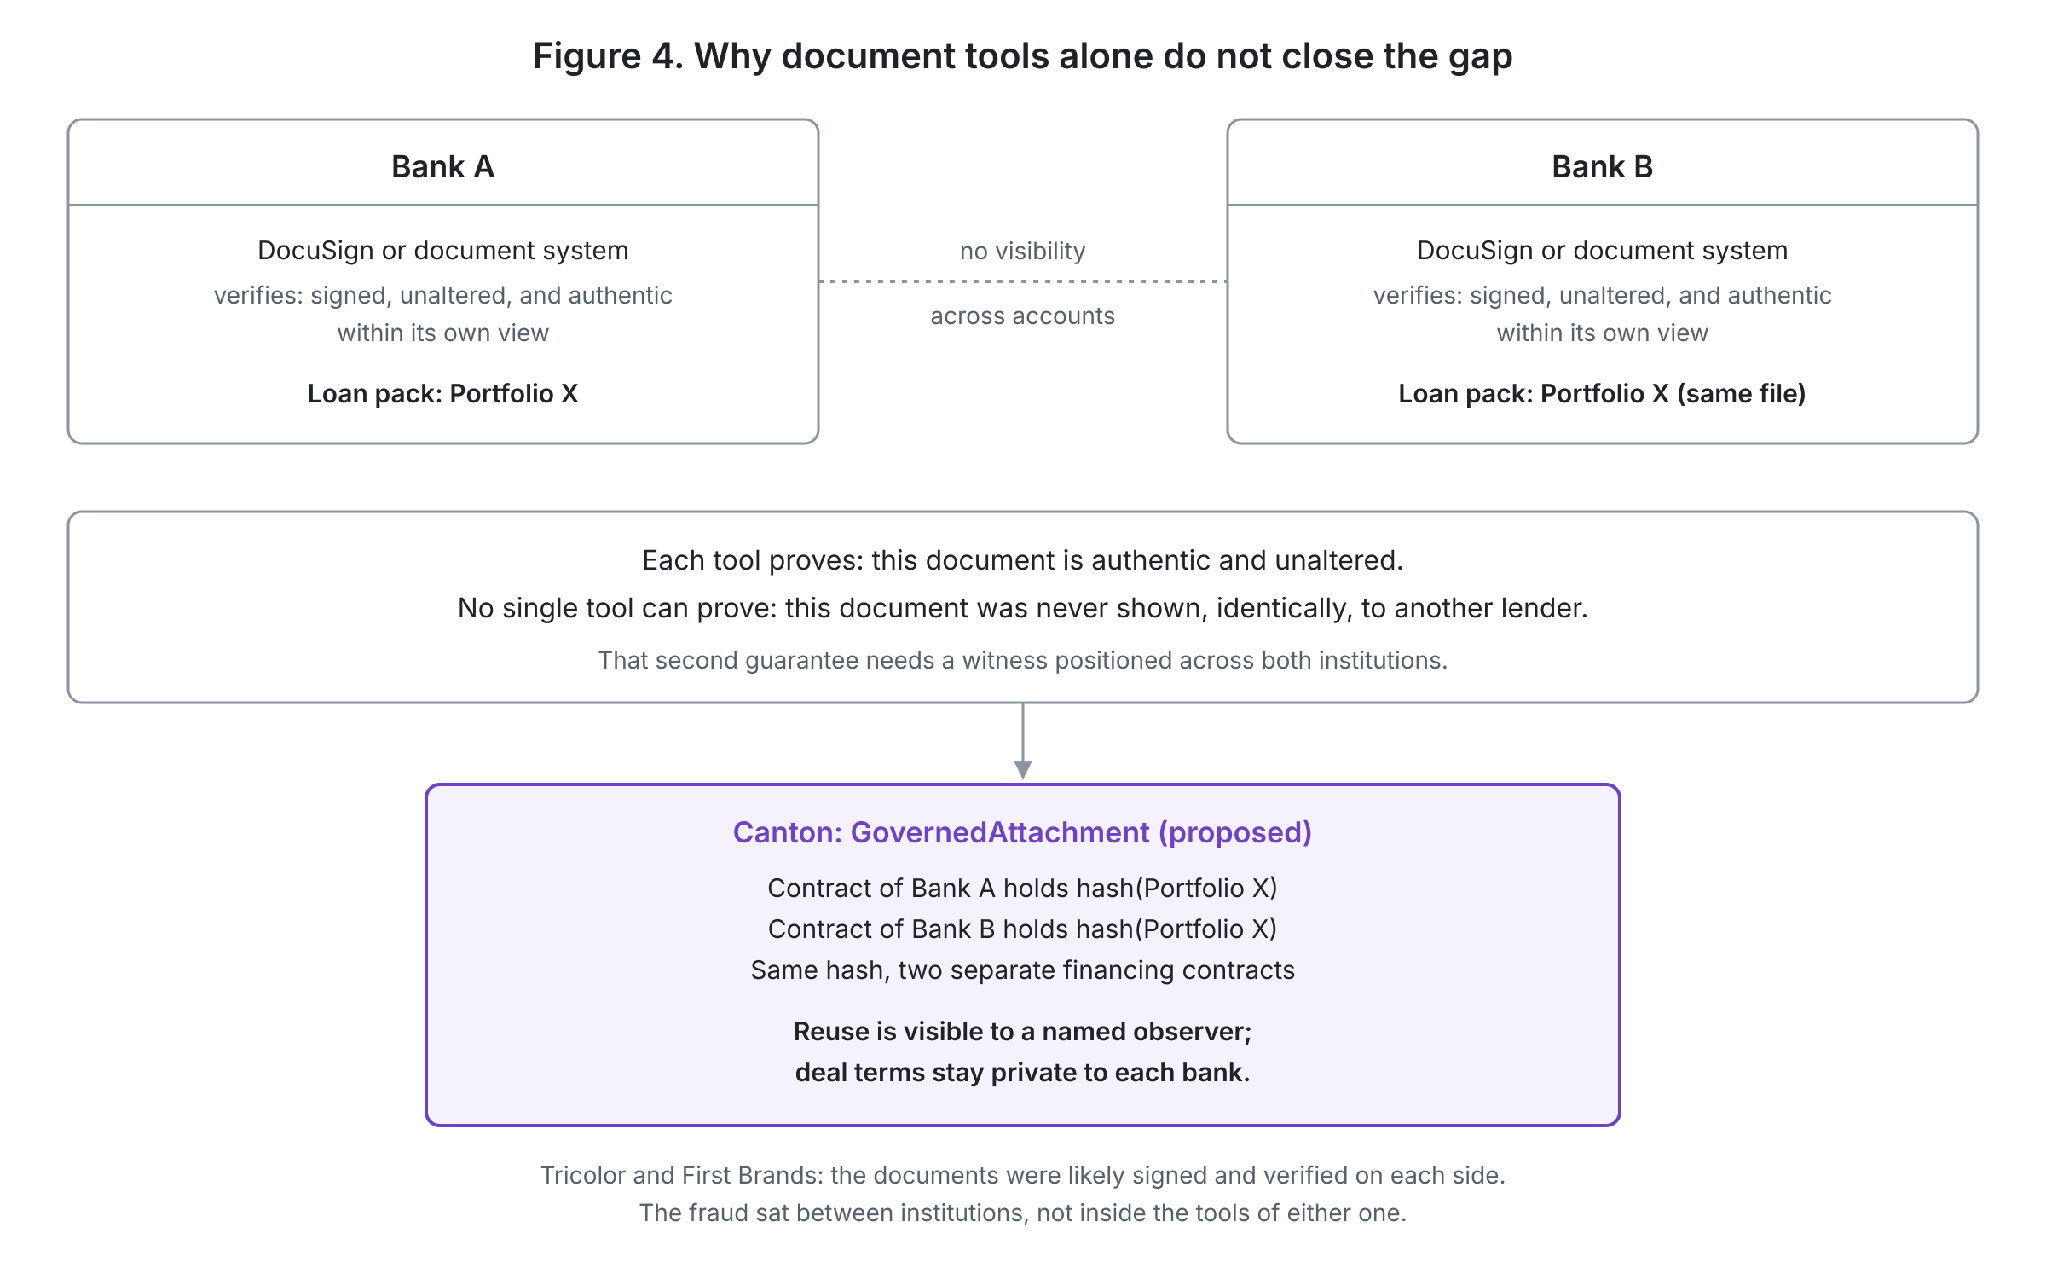 Figure 4. Why document tools alone do not close the gap
Bank A
DocuSign or document system
verifies: signed, unaltered, and authentic
within its own view
Loan pack: Portfolio X
no visibility
across accounts
Bank B
DocuSign or document system
verifies: signed, unaltered, and authentic
within its own view
Loan pack: Portfolio X (same file)
Each tool proves: this document is authentic and unaltered.
No single tool can prove: this document was never shown, identically, to another lender.
That second guarantee needs a witness positioned across both institutions.
Canton: GovernedAttachment (proposed)
Contract of Bank A holds hash(Portfolio X)
Contract of Bank B holds hash(Portfolio X)
Same hash, two separate financing contracts
Reuse is visible to a named observer;
deal terms stay private to each bank.
Tricolor and First Brands: the documents were likely signed and verified on each side.
The fraud sat between institutions, not inside the tools of either one.